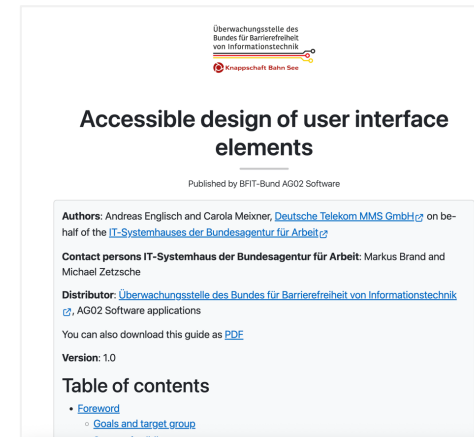 Überwachungsstelle des
Bundes für Barrierefreiheit
von Informationstechnik
Knappschaft Bahn See
Accessible design of user interface
elements
Published by BFIT-Bund AG02 Software
Authors: Andreas Englisch and Carola Meixner, Deutsche Telekom MMS GmbH on be-
half of the IT-Systemhauses der Bundesagentur für Arbeit
Contact persons IT-Systemhaus der Bundesagentur für Arbeit: Markus Brand and
Michael Zetzsche
Distributor: Überwachungsstelle des Bundes für Barrierefreiheit von Informationstechnik
, AG02 Software applications
You can also download this guide as PDF
Version: 1.0
Table of contents
• Foreword
◦ Goals and target group